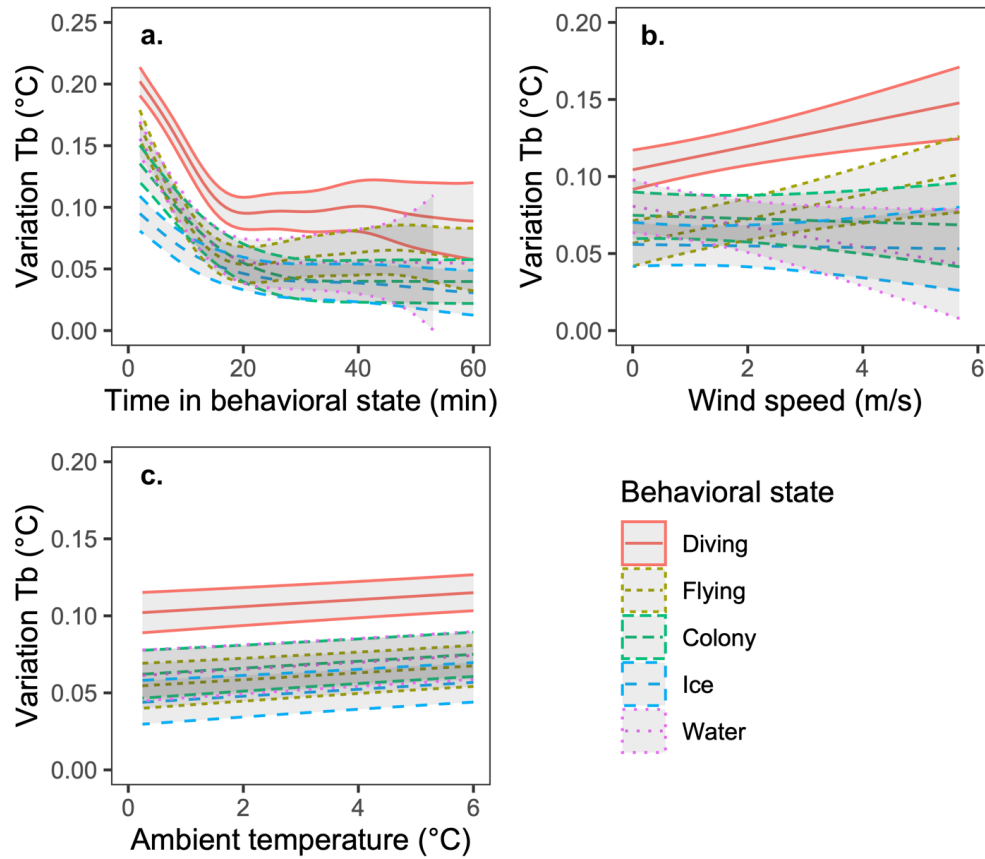 a.
0.25
0.20
0.15
0.10
0.05
0.00
Variation Tb (°C)
0
20
40
60
Time in behavioral state (min)
b.
0.20
0.15
0.10
0.05
0.00
Variation Tb (°C)
0
2
4
6
Wind speed (m/s)
c.
0.20
0.15
0.10
0.05
0.00
Variation Tb (°C)
0
2
4
6
Ambient temperature (°C)
Behavioral state
Diving
Flying
Colony
Ice
Water